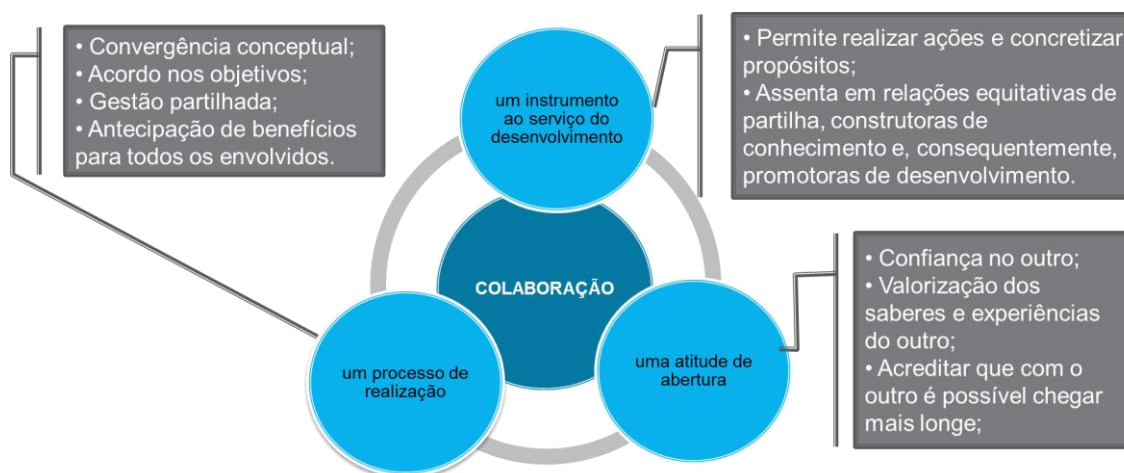 • Convergência conceptual;
• Acordo nos objetivos;
• Gestão partilhada;
• Antecipação de benefícios
para todos os envolvidos.
um instrumento
ao serviço do
desenvolvimento
• Permite realizar ações e concretizar
propósitos;
• Assenta em relações equitativas de
partilha, construtoras de
conhecimento e, consequentemente,
promotoras de desenvolvimento.
COLABORAÇÃO
um processo de
realização
uma atitude de
abertura
• Confiança no outro;
• Valorização dos
saberes e experiências
do outro;
• Acreditar que com o
outro é possível chegar
mais longe;